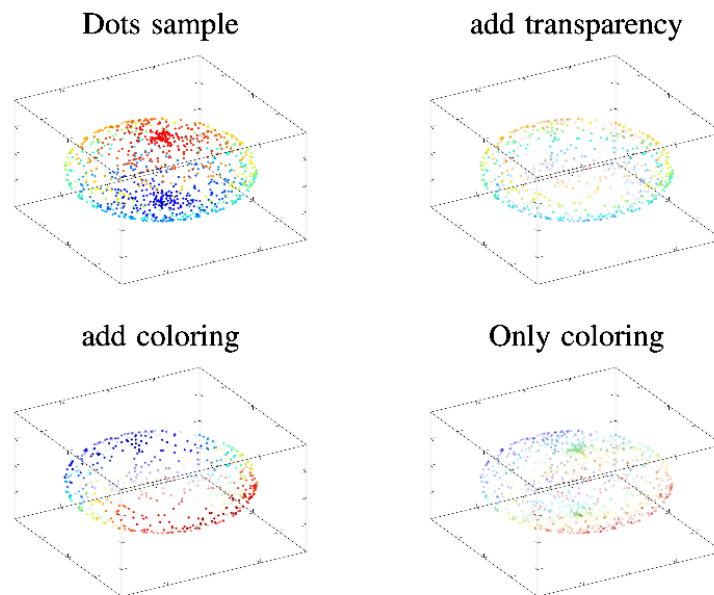 Dots sample
add transparency
add coloring
Only coloring